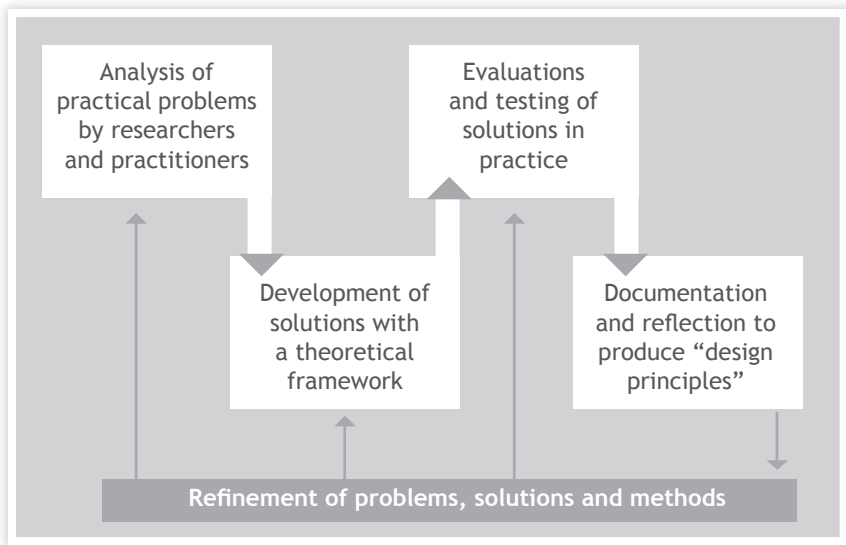 Analysis of
practical problems
by researchers
and practitioners
Development of
solutions with
a theoretical
framework
Evaluations
and testing of
solutions in
practice
Documentation
and reflection to
produce “design
principles”
Refinement of problems, solutions and methods